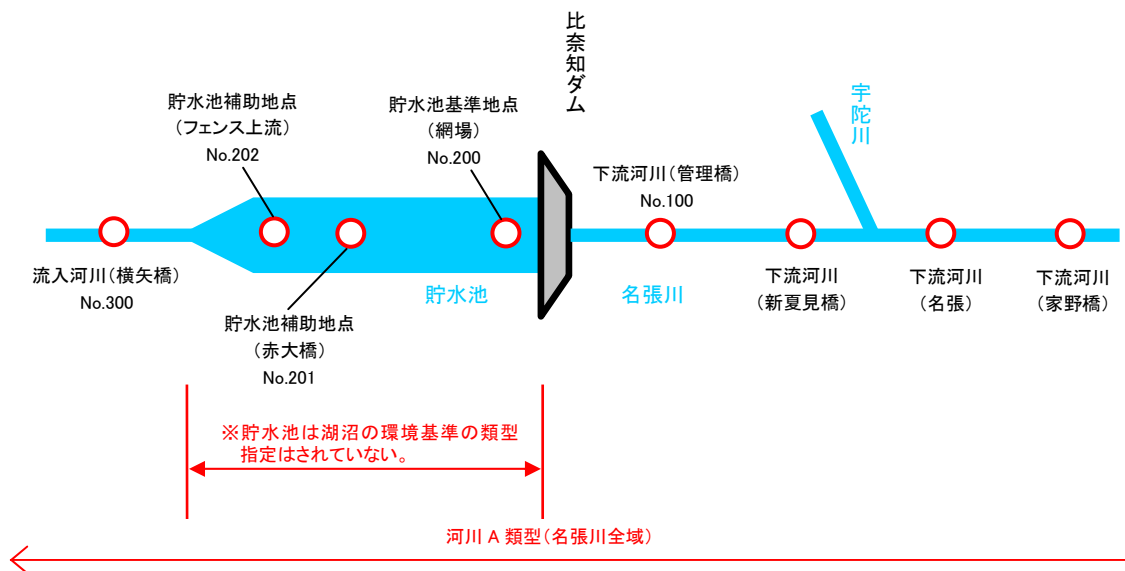 比奈知ダム
宇陀川
貯水池補助地点
（フェンス上流）
No.202
貯水池基準地点
（網場）
No.200
下流河川（管理橋）
No.100
流入河川（横矢橋）
No.300
貯水池補助地点
（赤大橋）
No.201
貯水池
名張川
下流河川
（新夏見橋）
下流河川
（名張）
下流河川
（家野橋）
※貯水池は湖沼の環境基準の類型
指定はされていない。
河川 A 類型（名張川全域）